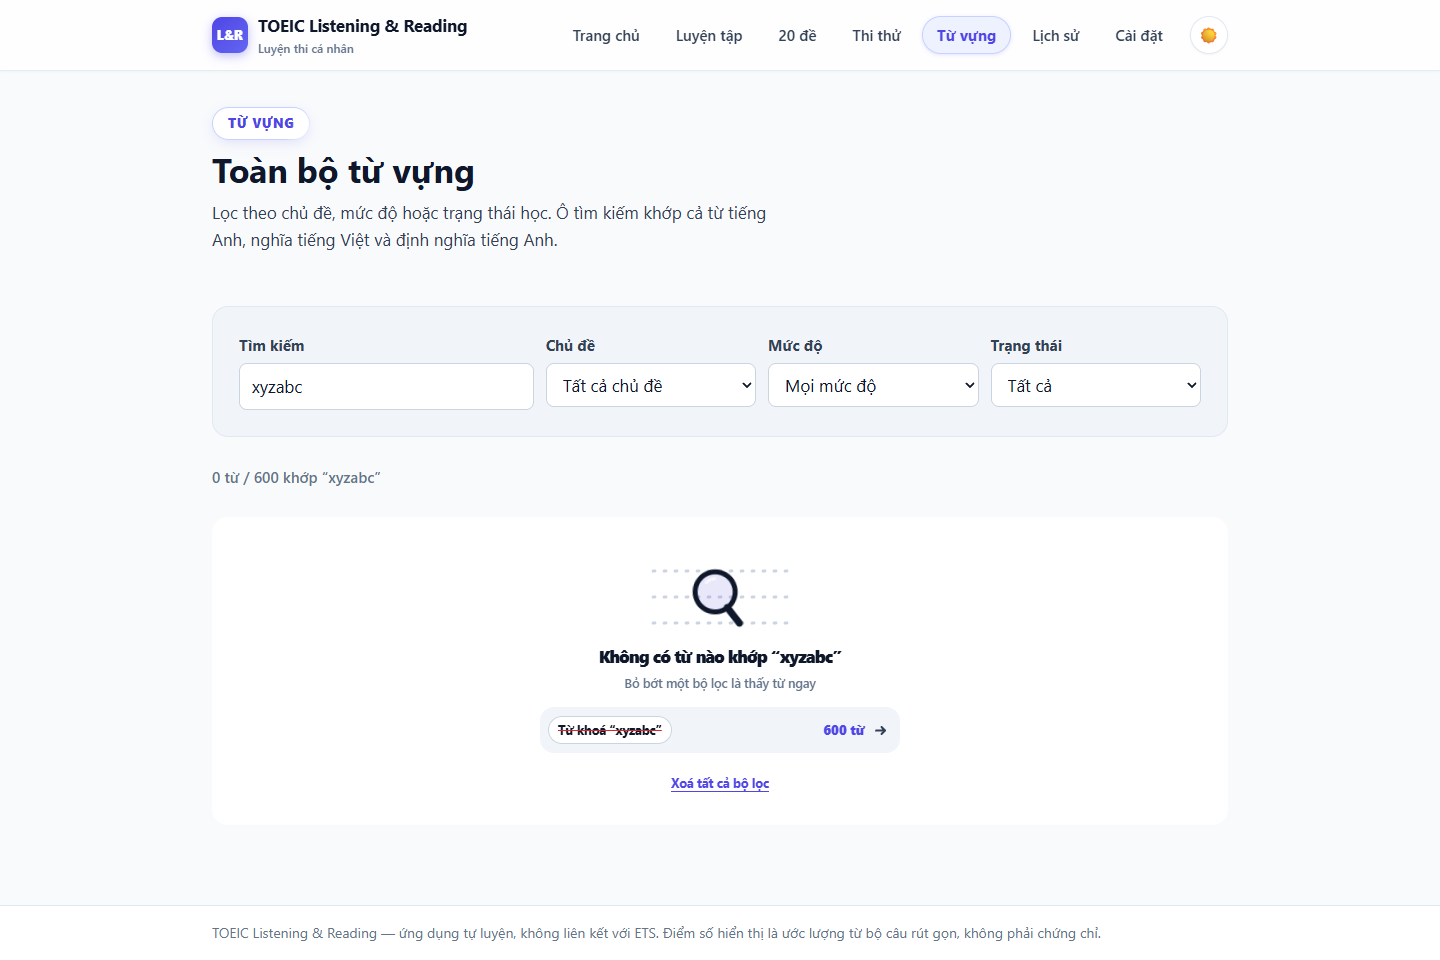 L&R
TOEIC Listening & Reading
Luyện thi cá nhân
Trang chủ
Luyện tập
20 đề
Thi thử
Từ vựng
Lịch sử
Cài đặt
TỪ VỰNG
Toàn bộ từ vựng
Lọc theo chủ đề, mức độ hoặc trạng thái học. Ô tìm kiếm khớp cả từ tiếng
Anh, nghĩa tiếng Việt và định nghĩa tiếng Anh.
Tìm kiếm
Chủ đề
Mức độ
Trạng thái
xyzabc
Tất cả chủ đề
Mọi mức độ
Tất cả
0 từ / 600 khớp “xyzabc”
Không có từ nào khớp “xyzabc”
Bỏ bớt một bộ lọc là thấy từ ngay
Từ khoá “xyzabc”
600 từ →
Xoá tất cả bộ lọc
TOEIC Listening & Reading — ứng dụng tự luyện, không liên kết với ETS. Điểm số hiển thị là ước lượng từ bộ câu rút gọn, không phải chứng chỉ.